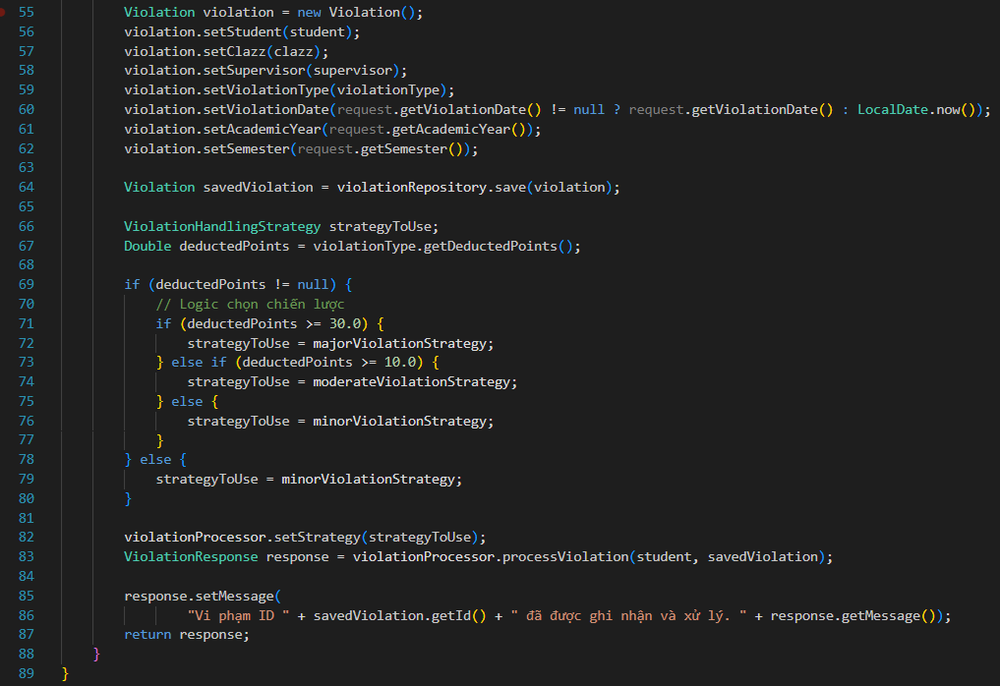 55 Violation violation = new Violation();
56 violation.setStudent(student);
57 violation.setClazz(clazz);
58 violation.setSupervisor(supervisor);
59 violation.setViolationType(violationType);
60 violation.setViolationDate(request.getViolationDate() != null ? request.getViolationDate() : LocalDate.now());
61 violation.setAcademicYear(request.getAcademicYear());
62 violation.setSemester(request.getSemester());
63
64 Violation savedViolation = violationRepository.save(violation);
65
66 ViolationHandlingStrategy strategyToUse;
67 Double deductedPoints = violationType.getDeductedPoints();
68
69 if (deductedPoints != null) {
70 // Logic chọn chiến lược
71 if (deductedPoints >= 30.0) {
72 strategyToUse = majorViolationStrategy;
73 } else if (deductedPoints >= 10.0) {
74 strategyToUse = moderateViolationStrategy;
75 } else {
76 strategyToUse = minorViolationStrategy;
77 }
78 } else {
79 strategyToUse = minorViolationStrategy;
80 }
81
82 violationProcessor.setStrategy(strategyToUse);
83 ViolationResponse response = violationProcessor.processViolation(student, savedViolation);
84
85 response.setMessage(
86 "Vi phạm ID " + savedViolation.getId() + " đã được ghi nhận và xử lý. " + response.getMessage());
87 return response;
88 }
89 }